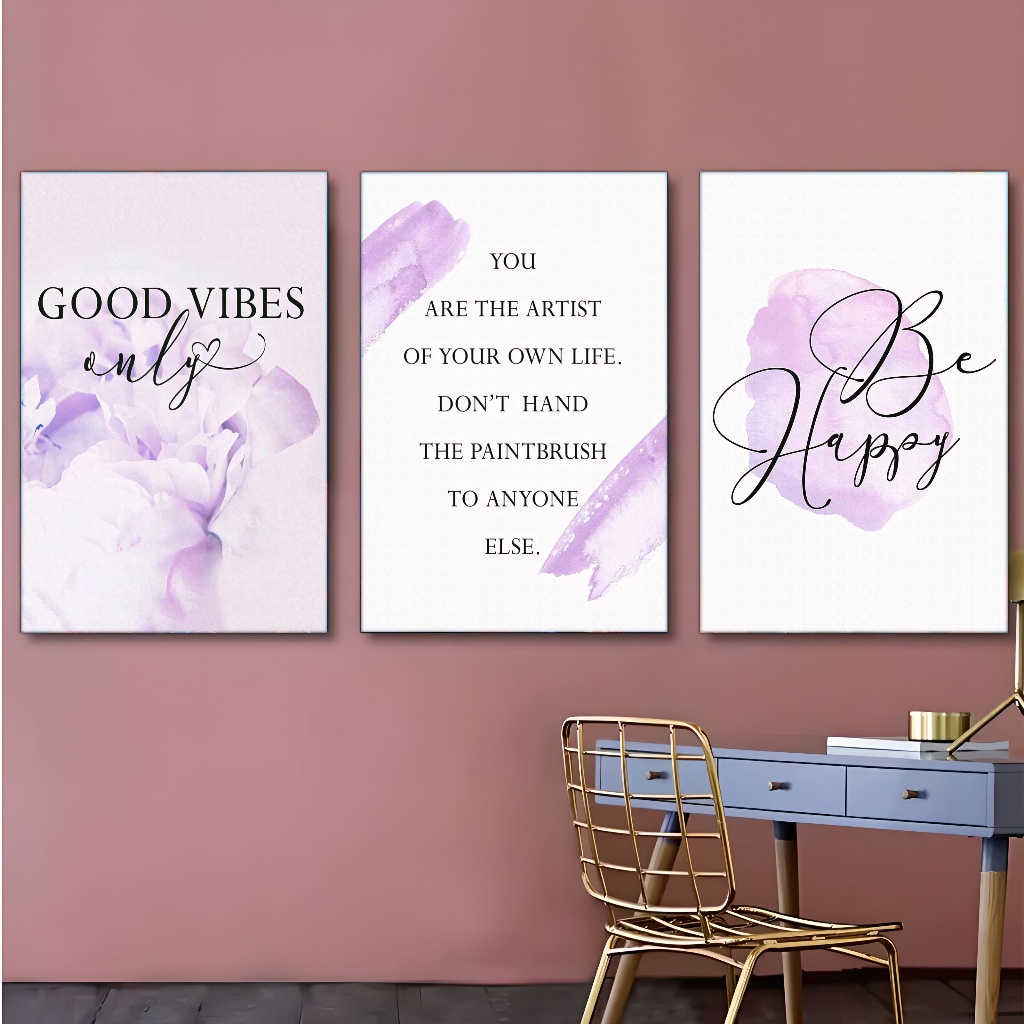 GOOD VIBES
only
YOU
ARE THE ARTIST
OF YOUR OWN LIFE.
DON’T HAND
THE PAINTBRUSH
TO ANYONE
ELSE.
Be
Happy